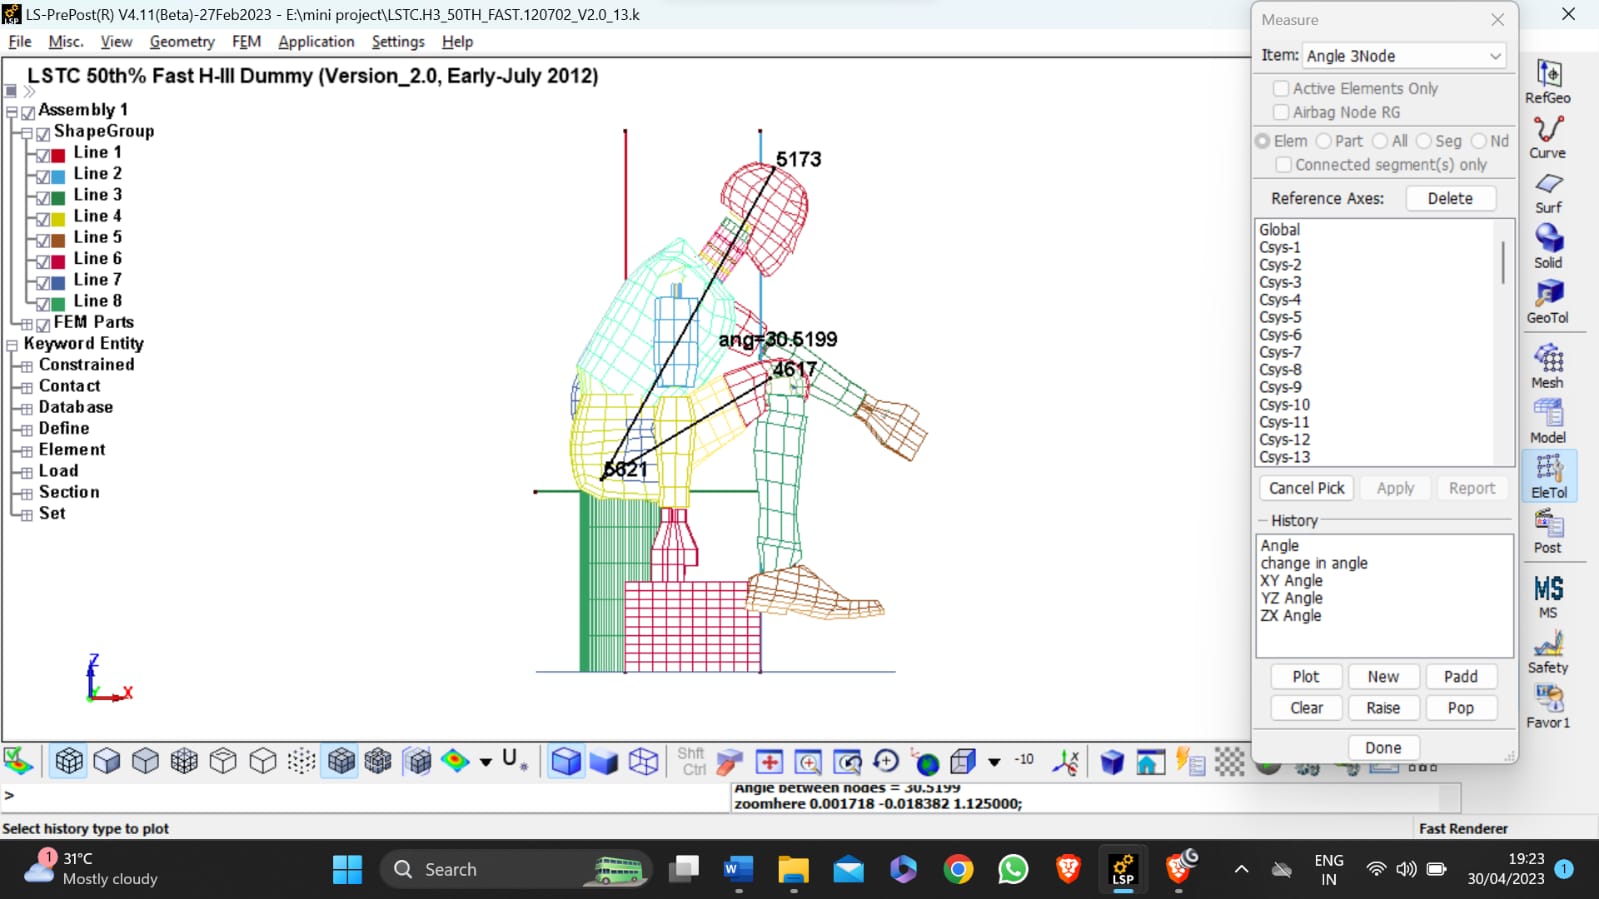 LS-PrePost(R) V4.11(Beta)-27Feb2023 - E:\mini project\LSTC.H3_50TH_FAST.120702_V2.0_13.k
File Misc. View Geometry FEM Application Settings Help
LSTC 50th% Fast H-III Dummy (Version_2.0, Early-July 2012)
Assembly 1
ShapeGroup
Line 1
Line 2
Line 3
Line 4
Line 5
Line 6
Line 7
Line 8
FEM Parts
Keyword Entity
Constrained
Contact
Database
Define
Element
Load
Section
Set
5173
ang=30.5199
4617
5621
Z
Y
X
Measure
Item: Angle 3Node
Active Elements Only
Airbag Node RG
Elem Part All Seg Nd
Connected segment(s) only
Reference Axes: Delete
Global
Csys-1
Csys-2
Csys-3
Csys-4
Csys-5
Csys-6
Csys-7
Csys-8
Csys-9
Csys-10
Csys-11
Csys-12
Csys-13
Cancel Pick Apply Report
History
Angle
change in angle
XY Angle
YZ Angle
ZX Angle
Plot New Padd
Clear Raise Pop
Done
RefGeo
Curve
Surf
Solid
GeoTol
Mesh
Model
EleTol
Post
MS
MS
Safety
Favor1
U
Shft
Ctrl
-10
>
Angle between nodes = 30.5199
zoomhere 0.001718 -0.018382 1.125000;
Select history type to plot
Fast Renderer
1
31°C
Mostly cloudy
Search
LSP
ENG
IN
19:23
30/04/2023
1